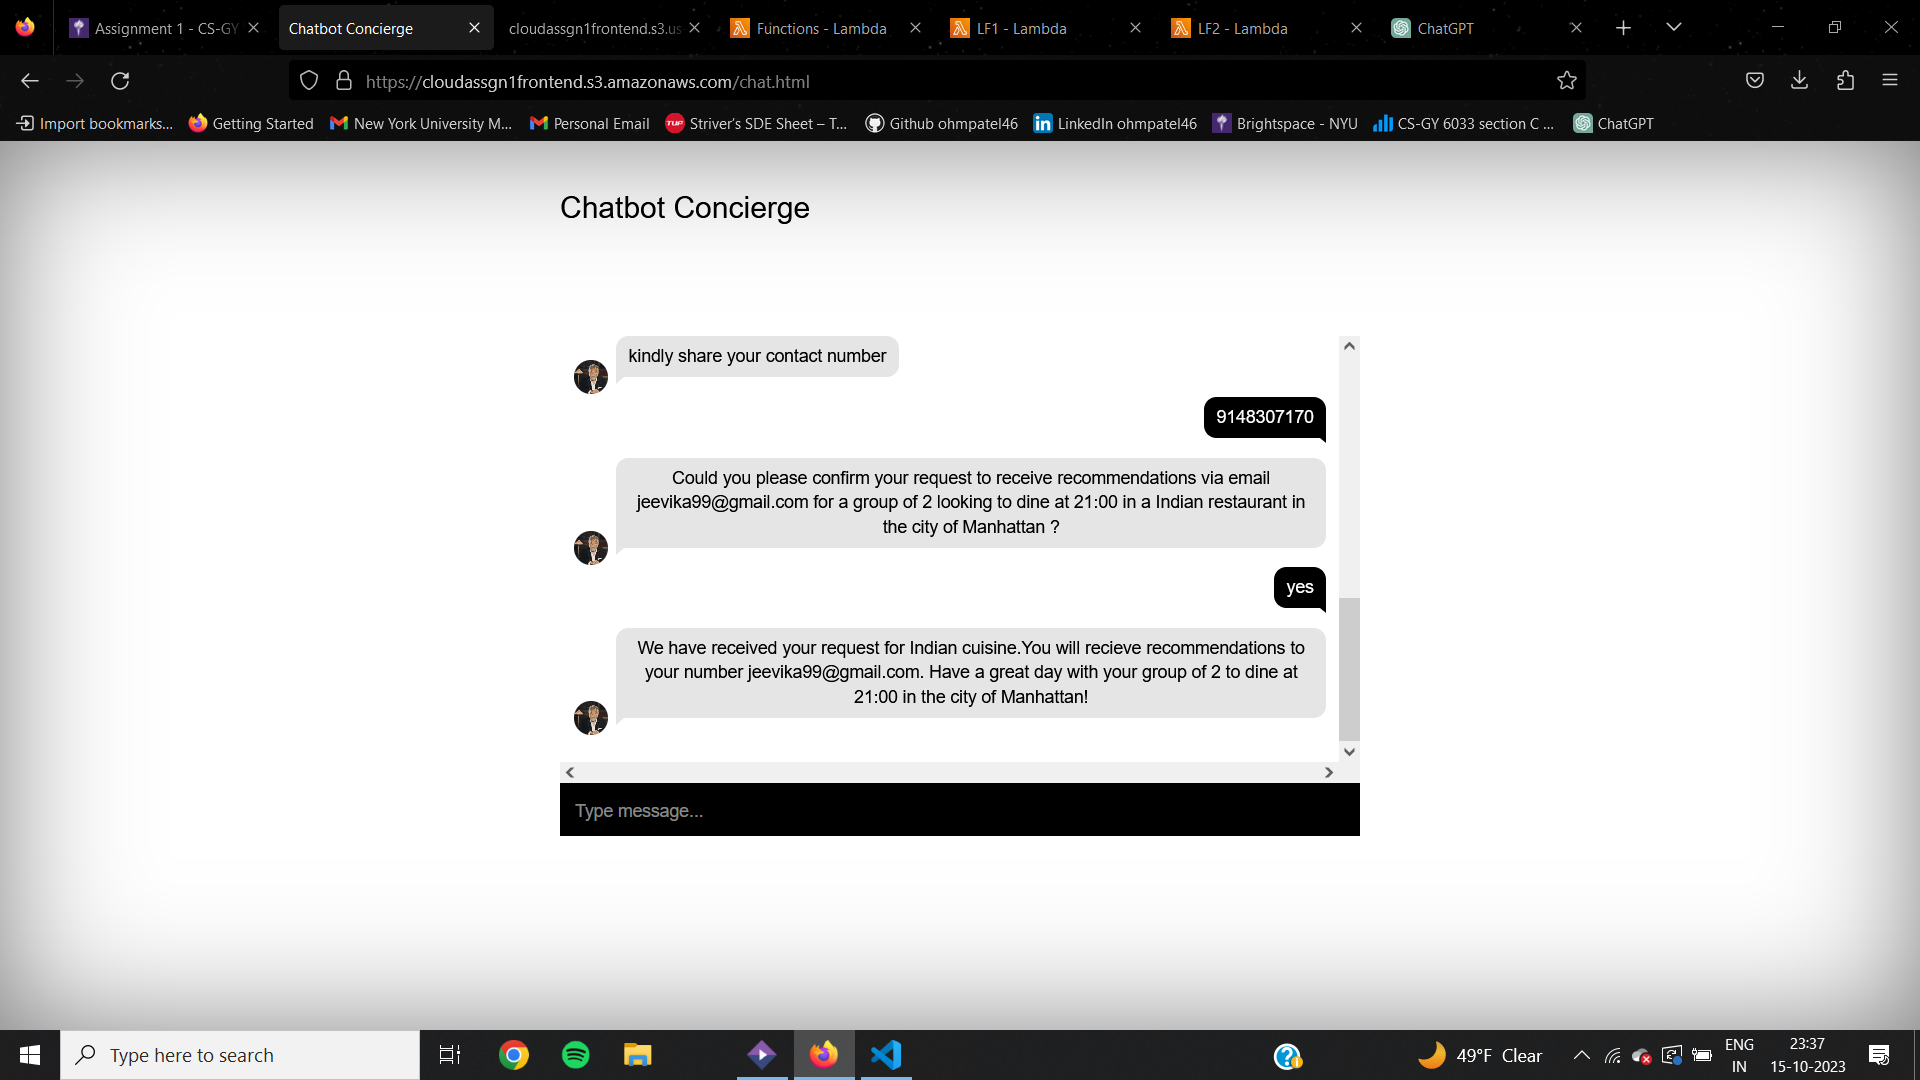 Assignment 1 - CS-GY
Chatbot Concierge
cloudassgn1frontend.s3.us
Functions - Lambda
LF1 - Lambda
LF2 - Lambda
ChatGPT
https://cloudassgn1frontend.s3.amazonaws.com/chat.html
Import bookmarks...
Getting Started
New York University M...
Personal Email
TUF
Striver's SDE Sheet – T...
Github ohmpatel46
LinkedIn ohmpatel46
Brightspace - NYU
CS-GY 6033 section C ...
ChatGPT
Chatbot Concierge
kindly share your contact number
9148307170
Could you please confirm your request to receive recommendations via email
jeevika99@gmail.com for a group of 2 looking to dine at 21:00 in a Indian restaurant in
the city of Manhattan ?
yes
We have received your request for Indian cuisine.You will recieve recommendations to
your number jeevika99@gmail.com. Have a great day with your group of 2 to dine at
21:00 in the city of Manhattan!
Type message...
Type here to search
49°F Clear
ENG
IN
23:37
15-10-2023